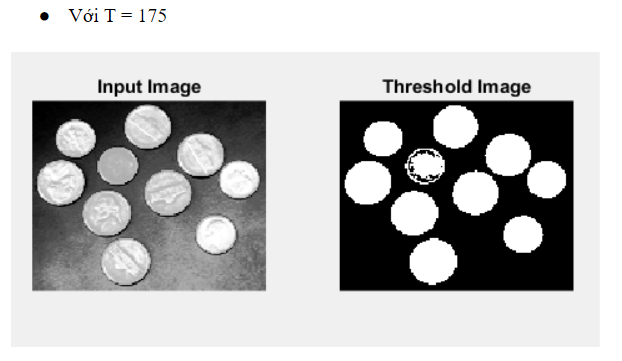 ● Với T = 175
Input Image
Threshold Image